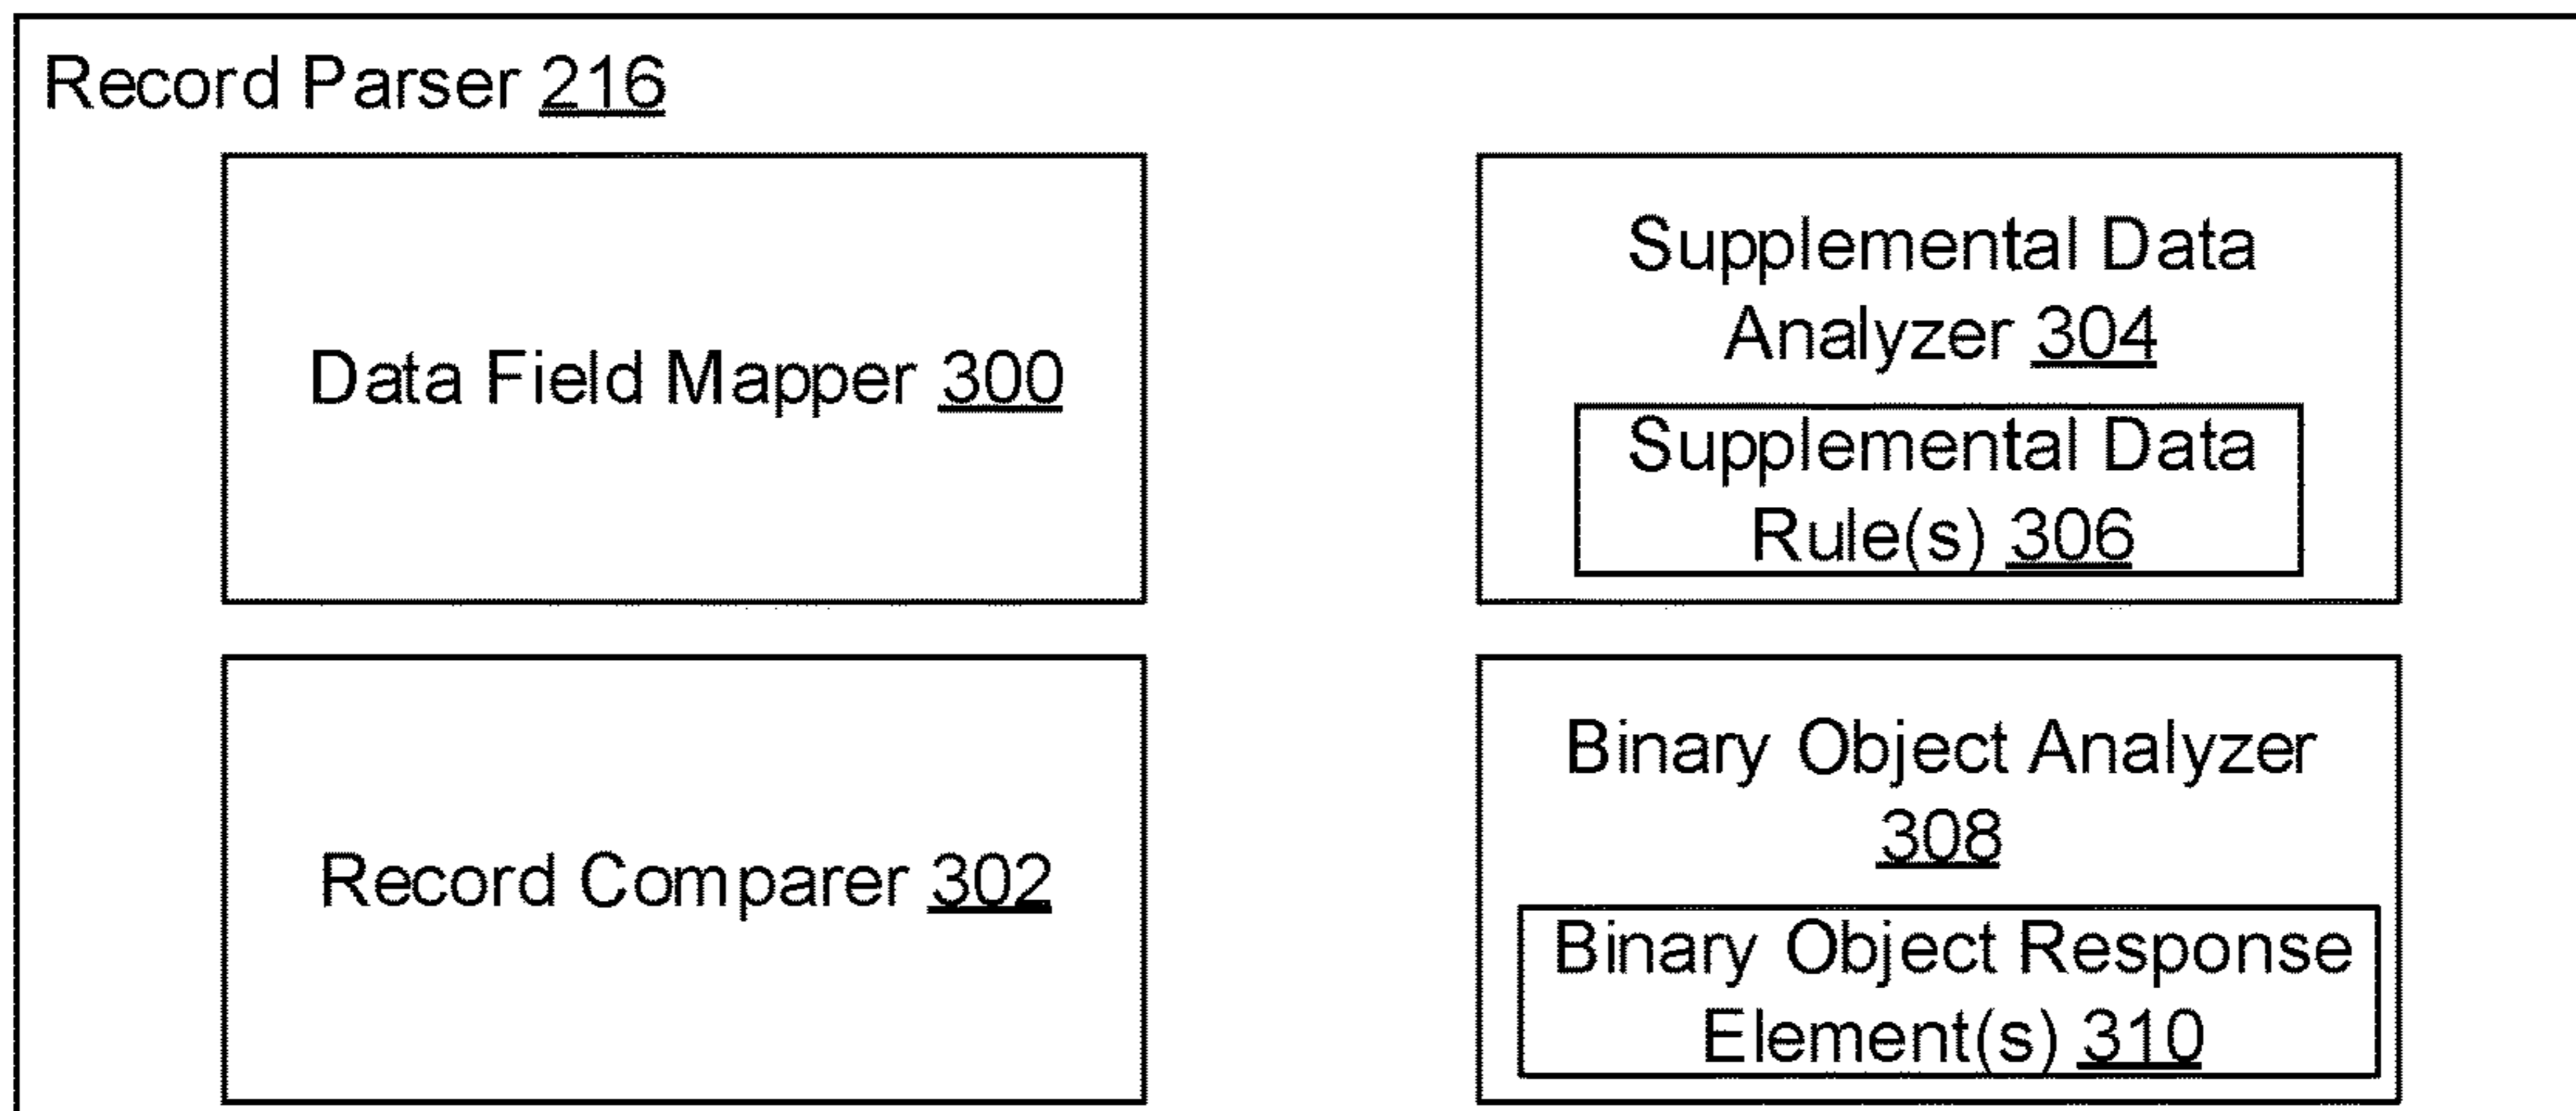 Record Parser 216
Data Field Mapper 300
Supplemental Data
Analyzer 304
Supplemental Data
Rule(s) 306
Record Comparer 302
Binary Object Analyzer
308
Binary Object Response
Element(s) 310